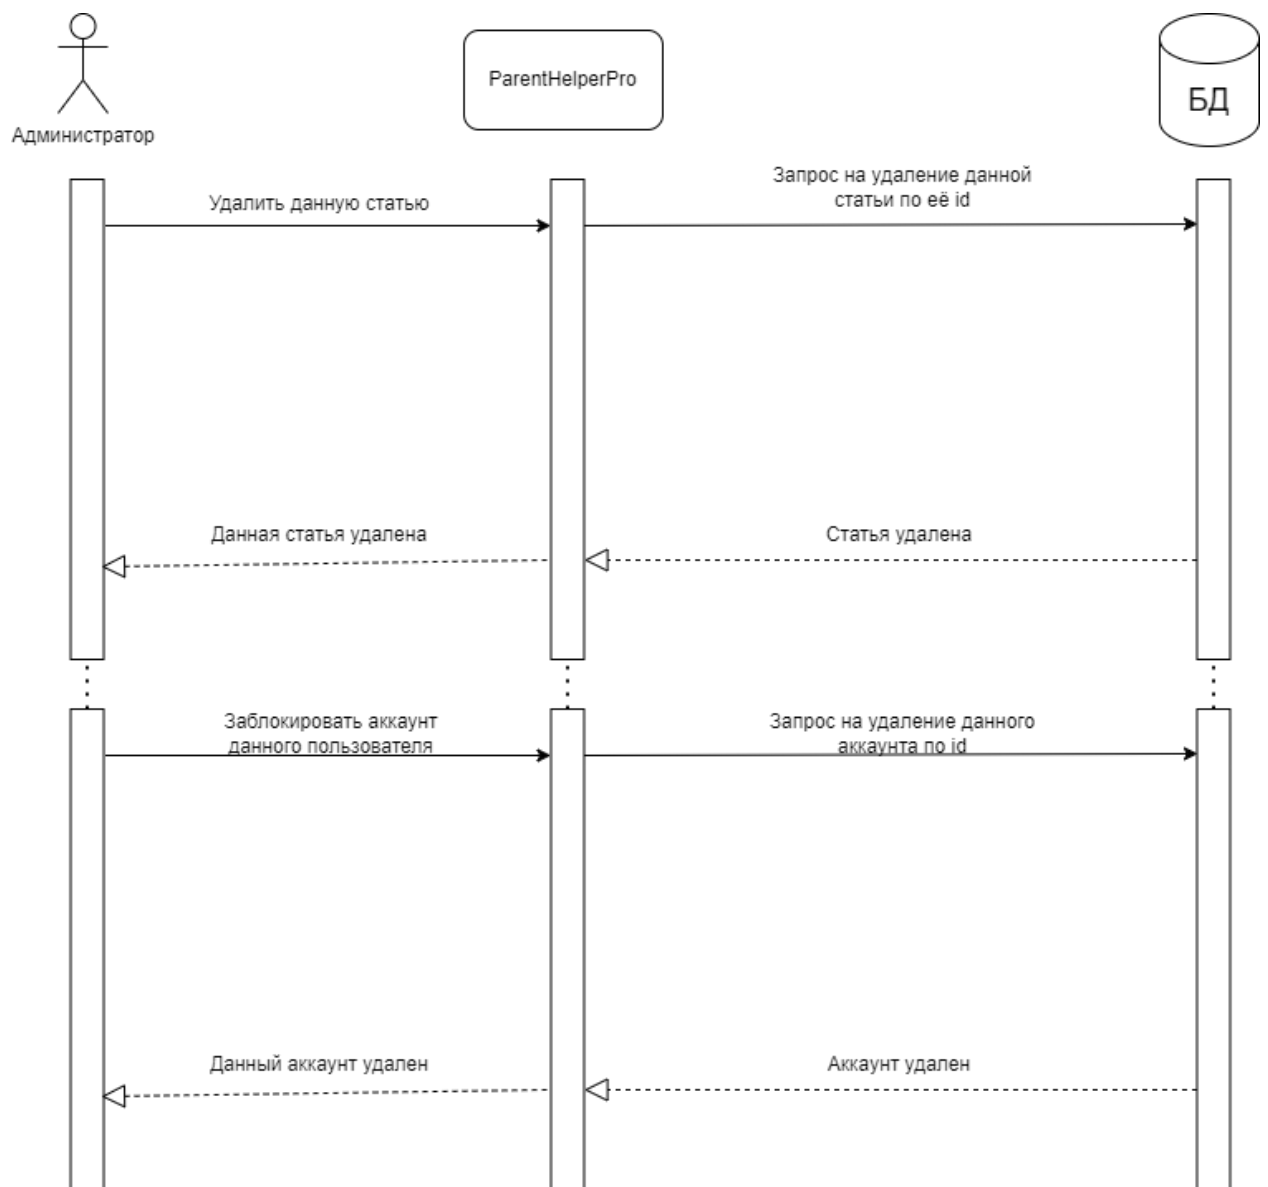 ParentHelperPro
БД
Администратор
Удалить данную статью
Запрос на удаление данной
статьи по её id
Данная статья удалена
Статья удалена
Заблокировать аккаунт
данного пользователя
Запрос на удаление данного
аккаунта по id
Данный аккаунт удален
Аккаунт удален